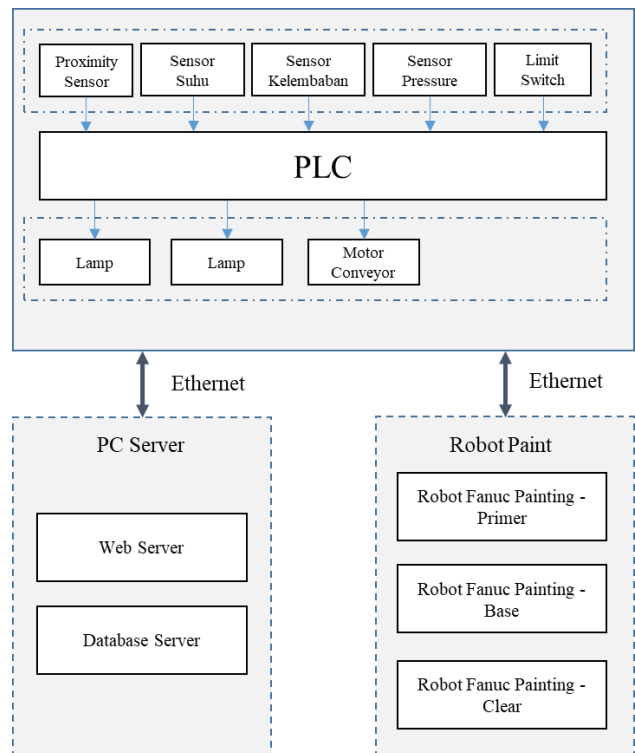 Proximity
Sensor
Sensor
Suhu
Sensor
Kelembaban
Sensor
Pressure
Limit
Switch
PLC
Lamp
Lamp
Motor
Conveyor
Ethernet
Ethernet
PC Server
Web Server
Database Server
Robot Paint
Robot Fanuc Painting -
Primer
Robot Fanuc Painting -
Base
Robot Fanuc Painting -
Clear